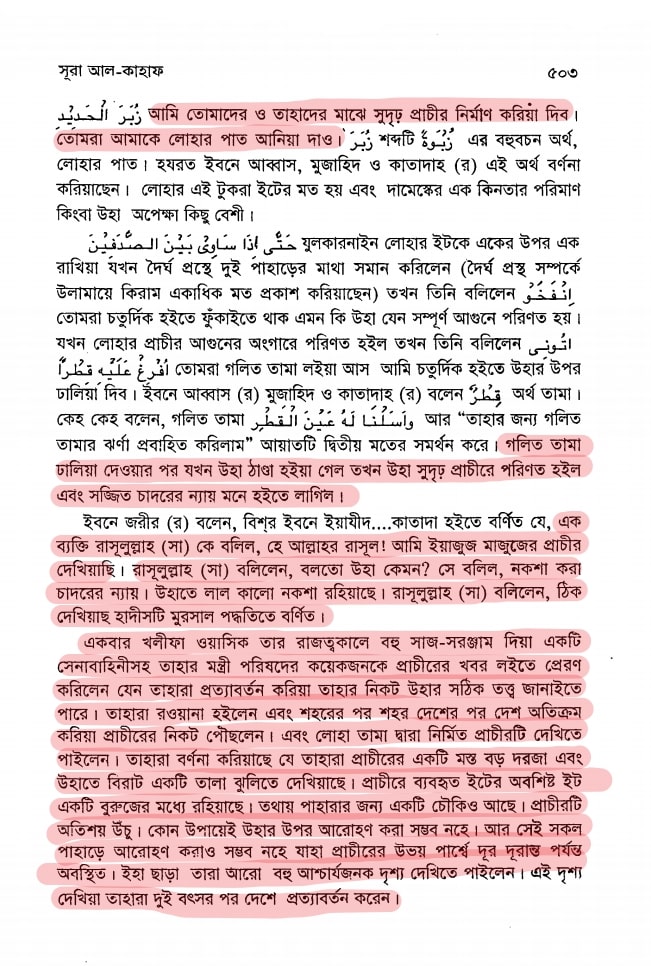 সূরা আল-কাহাফ ৫০৩
زُبَرَ الْحَدِيْدِ আমি তোমাদের ও তাহাদের মাঝে সুদৃঢ় প্রাচীর নির্মাণ করিয়া দিব।
তোমরা আমাকে লোহার পাত আনিয়া দাও। زُبَرَ শব্দটি زُبْرَةٌ এর বহুবচন অর্থ,
লোহার পাত। হযরত ইবনে আব্বাস, মুজাহিদ ও কাতাদাহ (র) এই অর্থ বর্ণনা
করিয়াছেন। লোহার এই টুকরা ইটের মত হয় এবং দামেস্কের এক কিনতার পরিমাণ
কিংবা উহা অপেক্ষা কিছু বেশী।
حَتَّى اِذَا سَاوٰى بَيْنَ الصَّدَفَيْنِ যুলকারনাইন লোহার ইটকে একের উপর এক
রাখিয়া যখন দৈর্ঘ প্রস্থে দুই পাহাড়ের মাথা সমান করিলেন (দৈর্ঘ প্রস্থ সম্পর্কে
উলামায়ে কিরাম একাধিক মত প্রকাশ করিয়াছেন) তখন তিনি বলিলেন اِنْفَخُوْ
তোমরা চতুর্দিক হইতে ফুঁকাইতে থাক এমন কি উহা যেন সম্পূর্ণ আগুনে পরিণত হয়।
যখন লোহার প্রাচীর আগুনের অংগারে পরিণত হইল তখন তিনি বলিলেন اٰتُوْنِى
اُفْرِغْ عَلَيْهِ قِطْرًا তোমরা গলিত তামা লইয়া আস আমি চতুর্দিক হইতে উহার উপর
ঢালিয়া দিব। ইবনে আব্বাস (র) মুজাহিদ ও কাতাদাহ (র) বলেন قِطْرٌ অর্থ তামা।
কেহ কেহ বলেন, গলিত তামা وَاَسَلْنَا لَهُ عَيْنَ الْقِطْرِ আর “তাহার জন্য গলিত
তামার ঝর্ণা প্রবাহিত করিলাম” আয়াতটি দ্বিতীয় মতের সমর্থন করে। গলিত তামা
ঢালিয়া দেওয়ার পর যখন উহা ঠাণ্ডা হইয়া গেল তখন উহা সুদৃঢ় প্রাচীরে পরিণত হইল
এবং সজ্জিত চাদরের ন্যায় মনে হইতে লাগিল।
ইবনে জরীর (র) বলেন, বিশ্‌র ইবনে ইয়াযীদ....কাতাদা হইতে বর্ণিত যে, এক
ব্যক্তি রাসূলুল্লাহ (সা) কে বলিল, হে আল্লাহর রাসূল! আমি ইয়াজুজ মাজুজের প্রাচীর
দেখিয়াছি। রাসূলুল্লাহ (সা) বলিলেন, বলতো উহা কেমন? সে বলিল, নকশা করা
চাদরের ন্যায়। উহাতে লাল কালো নকশা রহিয়াছে। রাসূলুল্লাহ (সা) বলিলেন, ঠিক
দেখিয়াছ হাদীসটি মুরসাল পদ্ধতিতে বর্ণিত।
একবার খলীফা ওয়াসিক তার রাজত্বকালে বহু সাজ-সরঞ্জাম দিয়া একটি
সেনাবাহিনীসহ তাহার মন্ত্রী পরিষদের কয়েকজনকে প্রাচীরের খবর লইতে প্রেরণ
করিলেন যেন তাহারা প্রত্যাবর্তন করিয়া তাহার নিকট উহার সঠিক তত্ত্ব জানাইতে
পারে। তাহারা রওয়ানা হইলেন এবং শহরের পর শহর দেশের পর দেশ অতিক্রম
করিয়া প্রাচীরের নিকট পৌছলেন। এবং লোহা তামা দ্বারা নির্মিত প্রাচীরটি দেখিতে
পাইলেন। তাহারা বর্ণনা করিয়াছে যে তাহারা প্রাচীরের একটি মস্ত বড় দরজা এবং
উহাতে বিরাট একটি তালা ঝুলিতে দেখিয়াছে। প্রাচীরে ব্যবহৃত ইটের অবশিষ্ট ইট
একটি বুরুজের মধ্যে রহিয়াছে। তথায় পাহারার জন্য একটি চৌকিও আছে। প্রাচীরটি
অতিশয় উঁচু। কোন উপায়েই উহার উপর আরোহণ করা সম্ভব নহে। আর সেই সকল
পাহাড়ে আরোহণ করাও সম্ভব নহে যাহা প্রাচীরের উভয় পার্শ্বে দূর দূরান্ত পর্যন্ত
অবস্থিত। ইহা ছাড়া তারা আরো বহু আশ্চার্যজনক দৃশ্য দেখিতে পাইলেন। এই দৃশ্য
দেখিয়া তাহারা দুই বৎসর পর দেশে প্রত্যাবর্তন করেন।